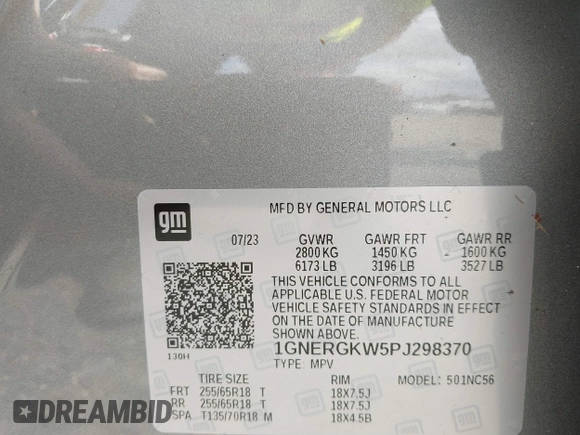 gm
MFD BY GENERAL MOTORS LLC
07/23 GVWR GAWR FRT GAWR RR
2800 KG 1450 KG 1600 KG
6173 LB 3196 LB 3527 LB
THIS VEHICLE CONFORMS TO ALL
APPLICABLE U.S. FEDERAL MOTOR
VEHICLE SAFETY STANDARDS IN EFFECT
ON THE DATE OF MANUFACTURE
SHOWN ABOVE.
130H
1GNERGKW5PJ298370
TYPE: MPV
TIRE SIZE RIM MODEL: 501NC56
FRT 255/65R18 T 18X7.5J
RR 255/65R18 T 18X7.5J
SPA T135/70R18 M 18X4.5B
DREAMBID